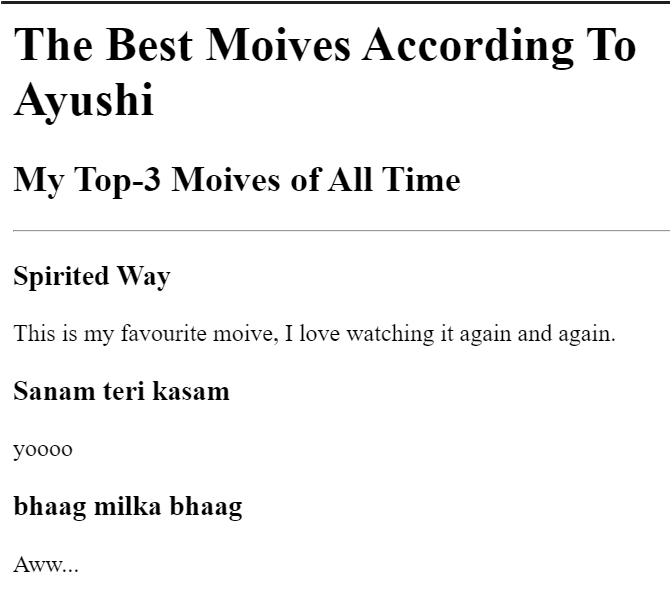 The Best Moives According To
Ayushi
My Top-3 Moives of All Time
Spirited Way
This is my favourite moive, I love watching it again and again.
Sanam teri kasam
yoooo
bhaag milka bhaag
Aww...